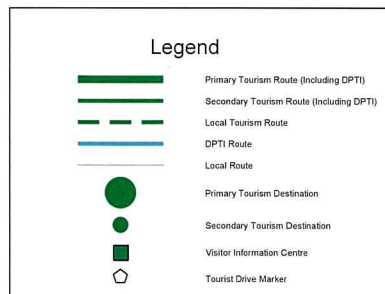 Legend
Primary Tourism Route (Including DPTI)
Secondary Tourism Route (Including DPTI)
Local Tourism Route
DPTI Route
Local Route
Primary Tourism Destination
Secondary Tourism Destination
Visitor Information Centre
Tourist Drive Marker